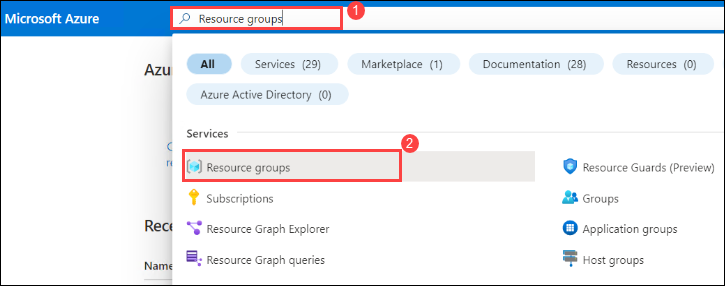 Microsoft Azure
Resource groups
1
Azu
All
Services (29)
Marketplace (1)
Documentation (28)
Resources (0)
Azure Active Directory (0)
re
Services
2
Resource groups
Resource Guards (Preview)
Subscriptions
Groups
Rece
Resource Graph Explorer
Application groups
Name
Resource Graph queries
Host groups